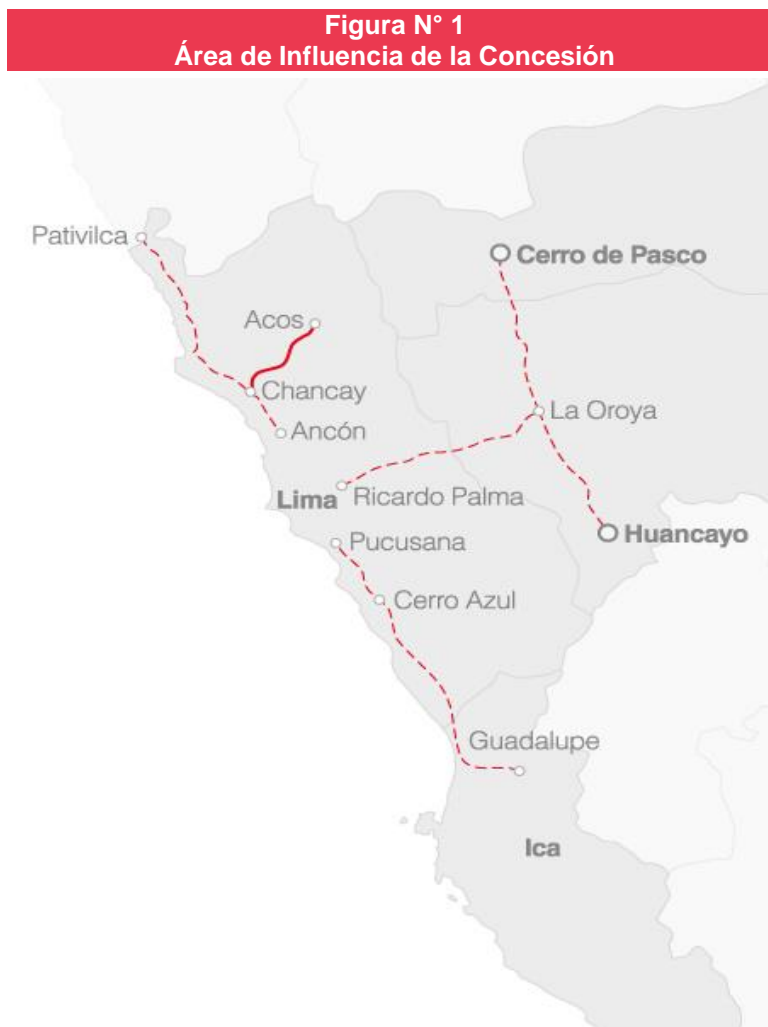 Figura N° 1
Área de Influencia de la Concesión
Pativilca
Cerro de Pasco
Acos
Chancay
La Oroya
Ancón
Lima
Ricardo Palma
Huancayo
Pucusana
Cerro Azul
Guadalupe
Ica